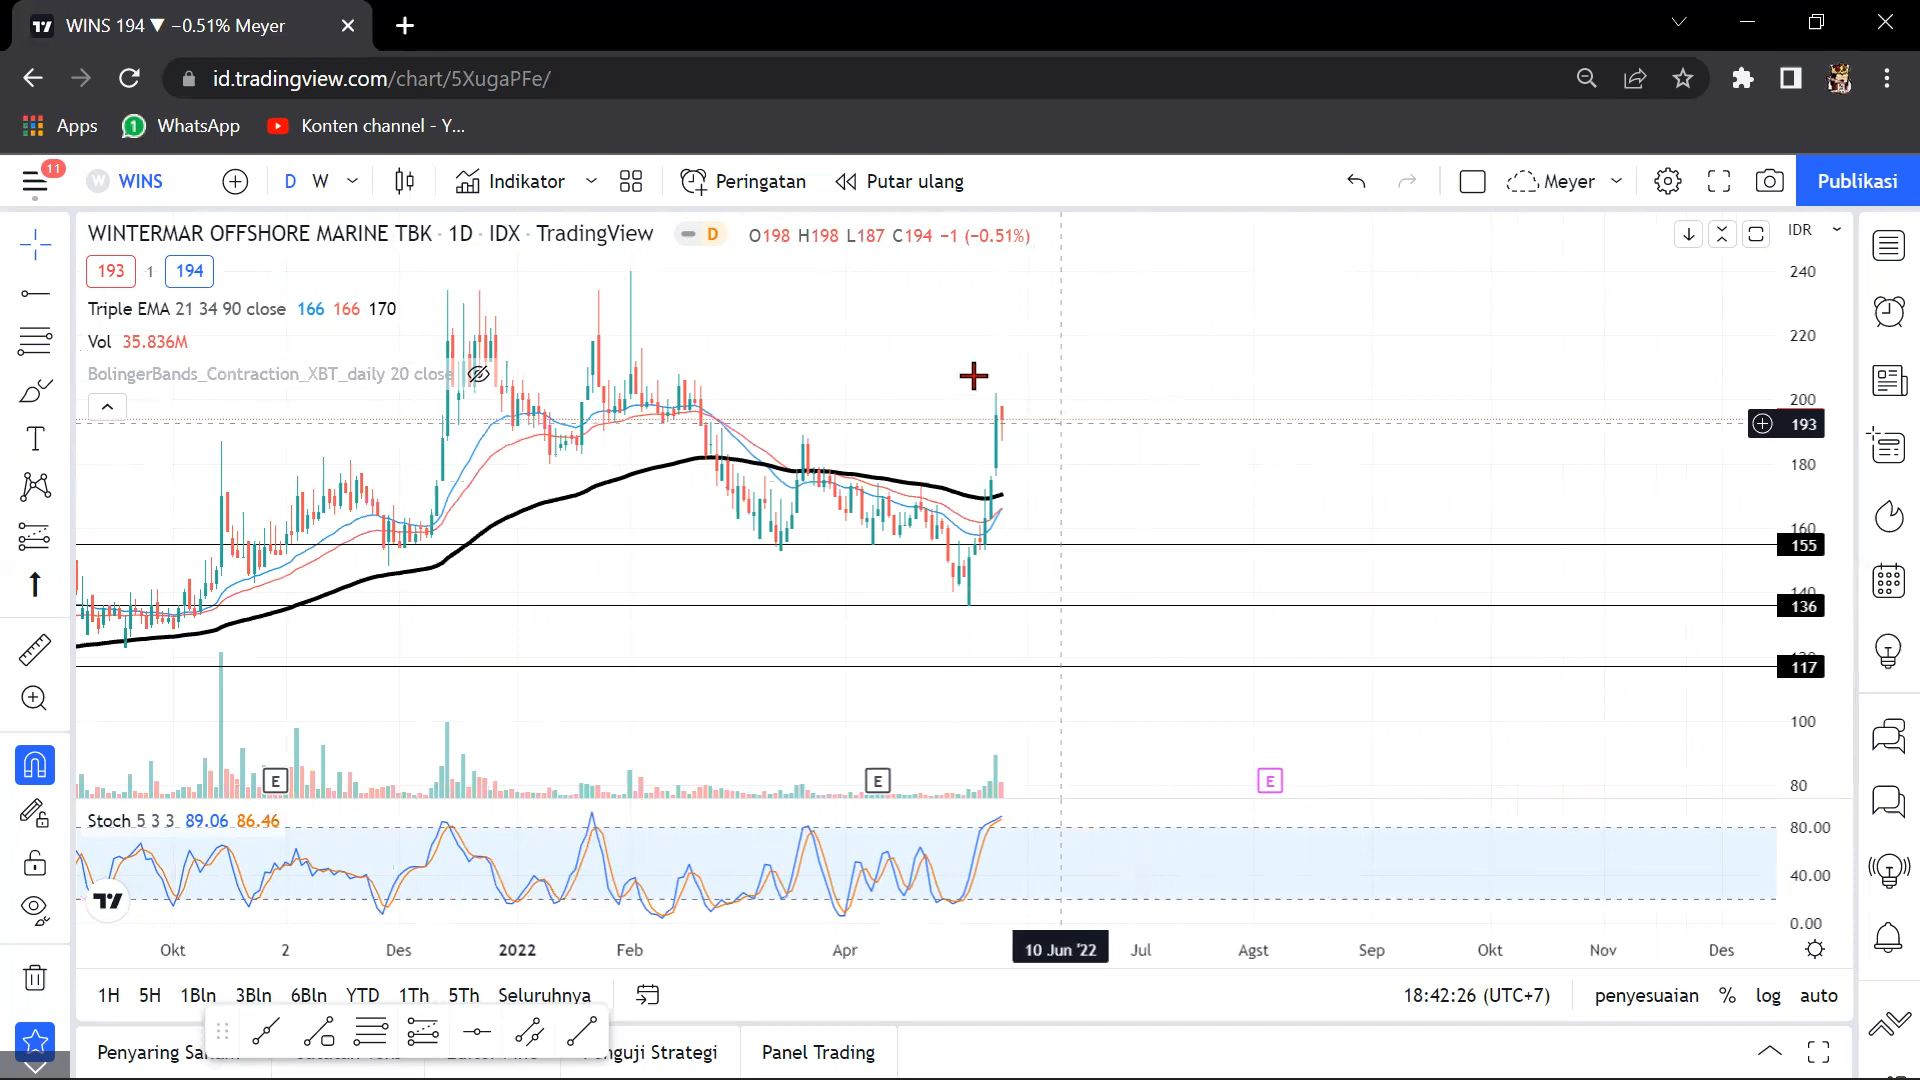 WINS 194 ▼ −0.51% Meyer
id.tradingview.com/chart/5XugaPFe/
Apps
WhatsApp
Konten channel - Y...
11
W WINS
D W
Indikator
Peringatan
Putar ulang
Meyer
Publikasi
WINTERMAR OFFSHORE MARINE TBK · 1D · IDX · TradingView
D
O198 H198 L187 C194 −1 (−0.51%)
IDR
193 1 194
Triple EMA 21 34 90 close 166 166 170
Vol 35.836M
BolingerBands_Contraction_XBT_daily 20 close
240
220
200
193
180
160
155
140
136
117
100
80
E
E
E
Stoch 5 3 3 89.06 86.46
80.00
40.00
0.00
Okt 2 Des 2022 Feb Apr 10 Jun '22 Jul Agst Sep Okt Nov Des
1H 5H 1Bln 3Bln 6Bln YTD 1Th 5Th Seluruhnya
18:42:26 (UTC+7) penyesuaian % log auto
Penyaring
Strategi
Panel Trading